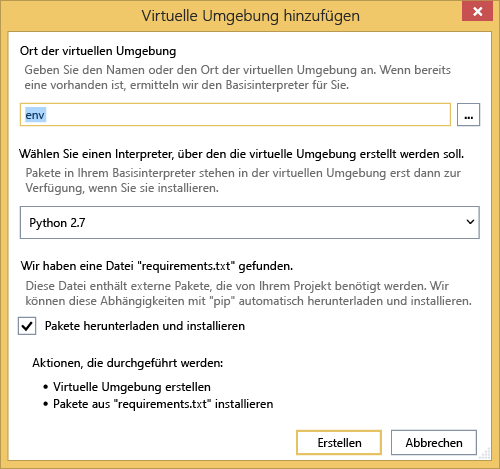 Virtuelle Umgebung hinzufügen
Ort der virtuellen Umgebung
Geben Sie den Namen oder den Ort der virtuellen Umgebung an. Wenn bereits
eine vorhanden ist, ermitteln wir den Basisinterpreter für Sie.
env
...
Wählen Sie einen Interpreter, über den die virtuelle Umgebung erstellt werden soll.
Pakete in Ihrem Basisinterpreter stehen in der virtuellen Umgebung erst dann zur
Verfügung, wenn Sie sie installieren.
Python 2.7
Wir haben eine Datei "requirements.txt" gefunden.
Diese Datei enthält externe Pakete, die von Ihrem Projekt benötigt werden. Wir
können diese Abhängigkeiten mit "pip" automatisch herunterladen und installieren.
Pakete herunterladen und installieren
Aktionen, die durchgeführt werden:
• Virtuelle Umgebung erstellen
• Pakete aus "requirements.txt" installieren
Erstellen
Abbrechen